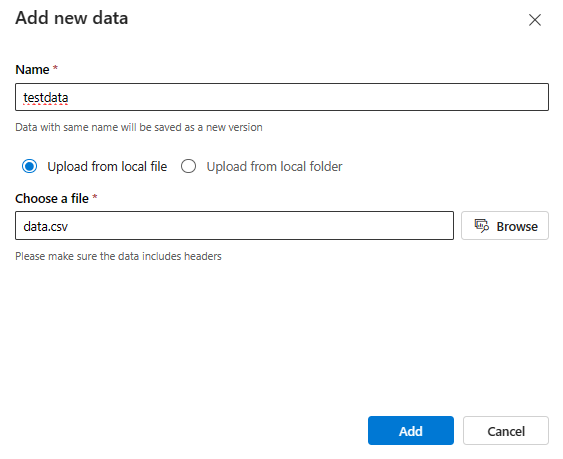 Add new data
Name *
testdata
Data with same name will be saved as a new version
Upload from local file Upload from local folder
Choose a file *
data.csv Browse
Please make sure the data includes headers
Add Cancel